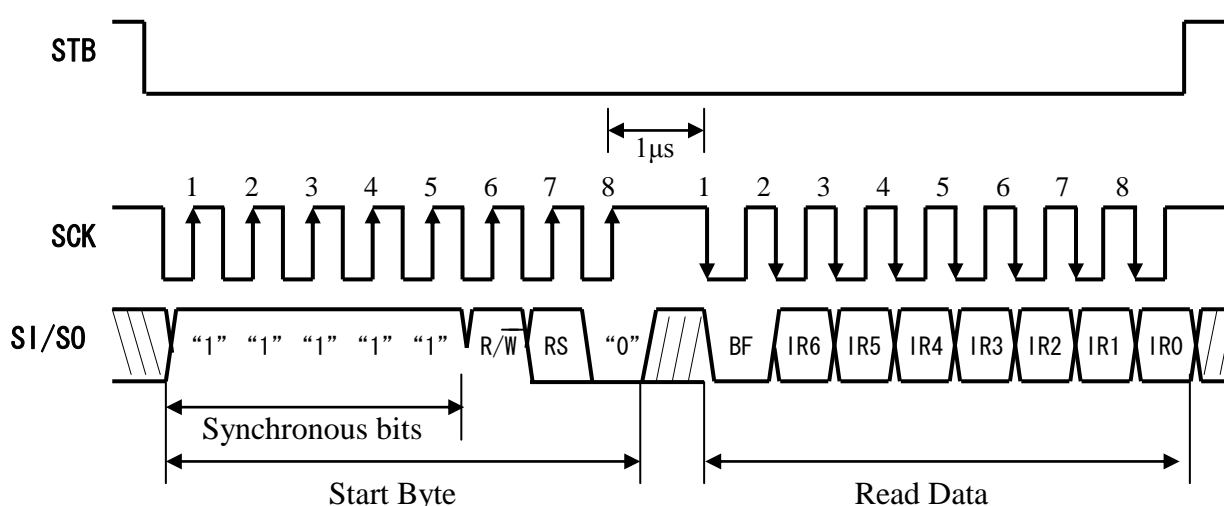 STB
1μs
1 2 3 4 5 6 7 8 1 2 3 4 5 6 7 8
SCK
SI/SO "1" "1" "1" "1" "1" R/W̅ RS "0" BF IR6 IR5 IR4 IR3 IR2 IR1 IR0
Synchronous bits
Start Byte Read Data